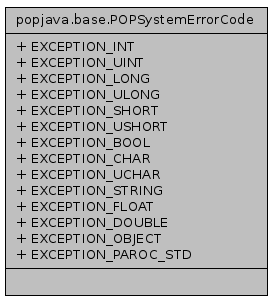 popjava.base.POPSystemErrorCode
+ EXCEPTION_INT
+ EXCEPTION_UINT
+ EXCEPTION_LONG
+ EXCEPTION_ULONG
+ EXCEPTION_SHORT
+ EXCEPTION_USHORT
+ EXCEPTION_BOOL
+ EXCEPTION_CHAR
+ EXCEPTION_UCHAR
+ EXCEPTION_STRING
+ EXCEPTION_FLOAT
+ EXCEPTION_DOUBLE
+ EXCEPTION_OBJECT
+ EXCEPTION_PAROC_STD